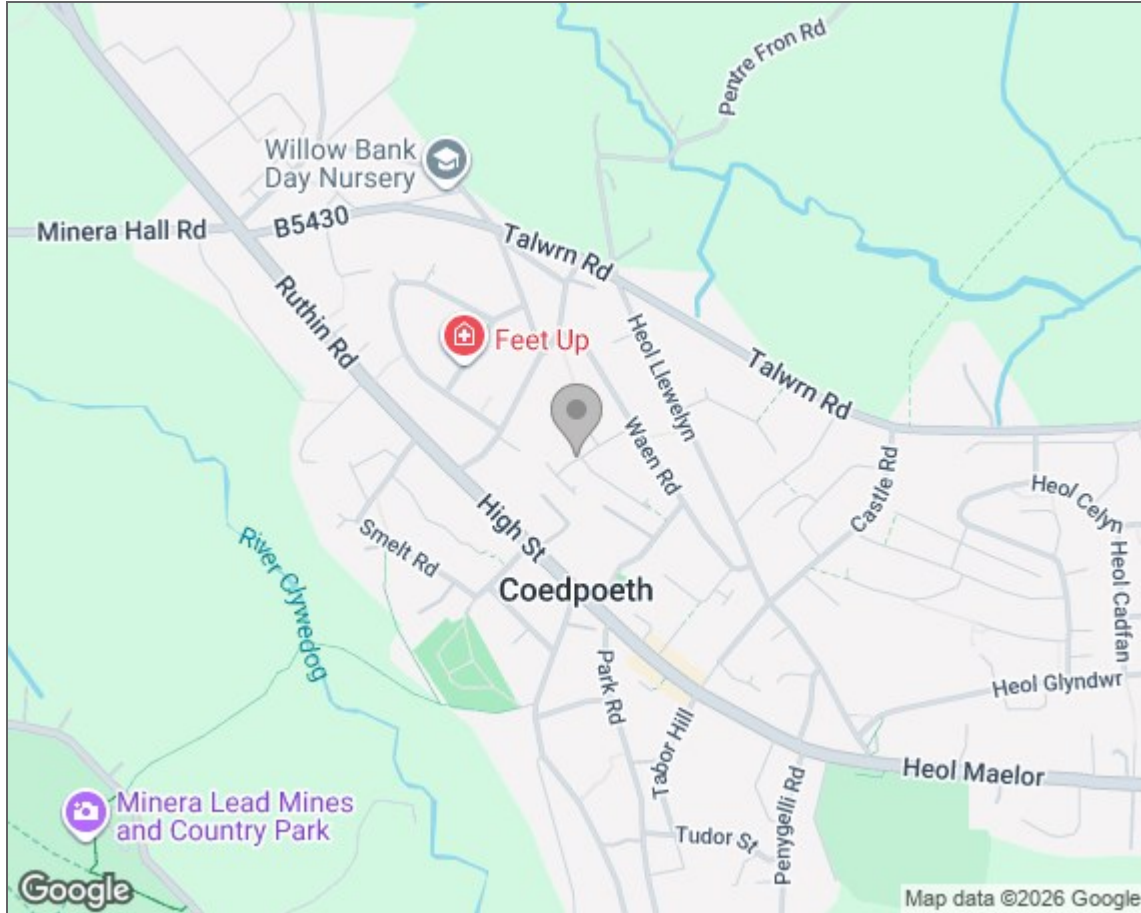 Pentre Fron Rd
Willow Bank
Day Nursery
Minera Hall Rd
B5430
Talwrn Rd
Ruthin Rd
Feet Up
Heol Llewelyn
Talwrn Rd
Waen Rd
Castle Rd
Heol Celyn
High St
Smelt Rd
River Clywedog
Coedpoeth
Heol Cadfan
Park Rd
Heol Glyndwr
Tabor Hill
Heol Maelor
Penygelli Rd
Minera Lead Mines
and Country Park
Tudor St
Google
Map data ©2026 Google